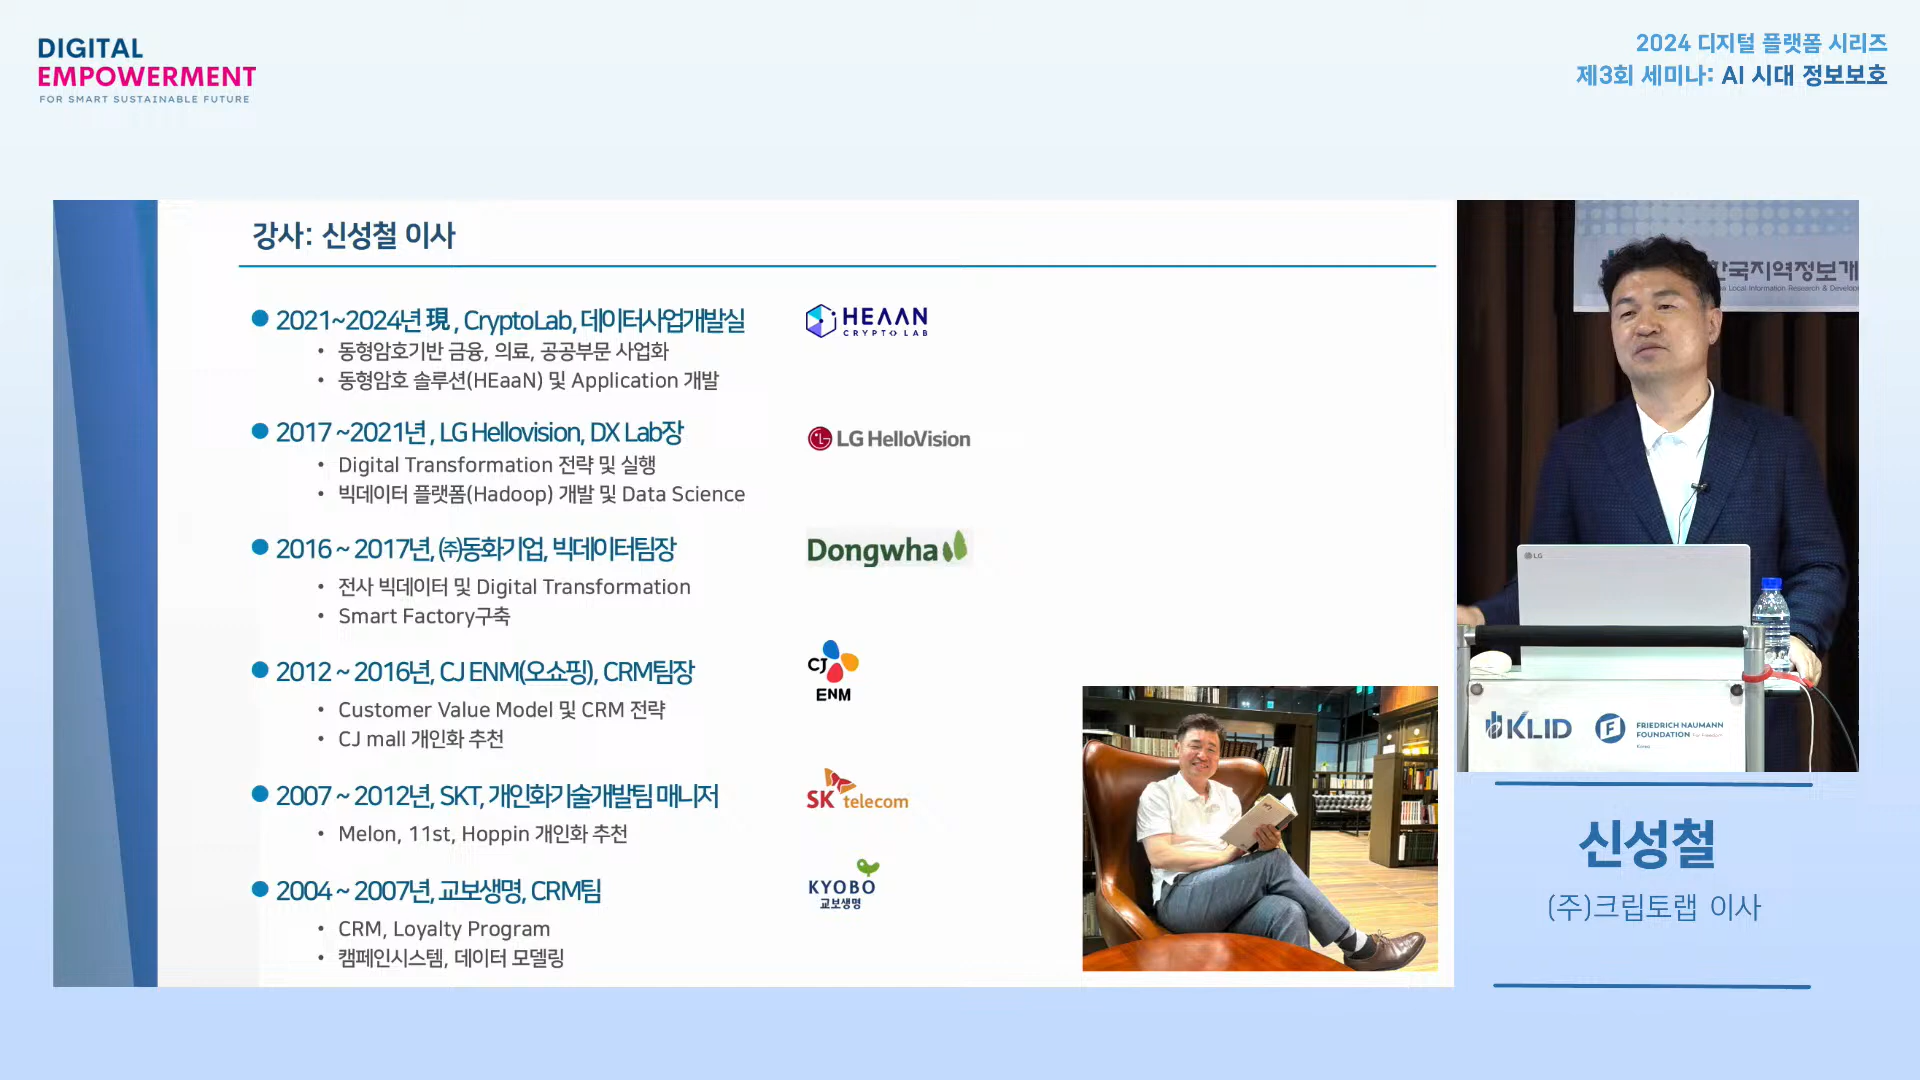 DIGITAL
EMPOWERMENT
FOR SMART SUSTAINABLE FUTURE
2024 디지털 플랫폼 시리즈
제3회 세미나: AI 시대 정보보호
강사: 신성철 이사
2021~2024년 現 , CryptoLab, 데이터사업개발실
• 동형암호기반 금융, 의료, 공공부문 사업화
• 동형암호 솔루션(HEaaN) 및 Application 개발
HEAAN
CRYPTO LAB
2017 ~2021년 , LG Hellovision, DX Lab장
• Digital Transformation 전략 및 실행
• 빅데이터 플랫폼(Hadoop) 개발 및 Data Science
LG HelloVision
2016 ~ 2017년, ㈜동화기업, 빅데이터팀장
• 전사 빅데이터 및 Digital Transformation
• Smart Factory구축
Dongwha
2012 ~ 2016년, CJ ENM(오쇼핑), CRM팀장
• Customer Value Model 및 CRM 전략
• CJ mall 개인화 추천
CJ
ENM
2007 ~ 2012년, SKT, 개인화기술개발팀 매니저
• Melon, 11st, Hoppin 개인화 추천
SK telecom
2004 ~ 2007년, 교보생명, CRM팀
• CRM, Loyalty Program
• 캠페인시스템, 데이터 모델링
KYOBO
교보생명
한국지역정보개
Local Information Research & Develop
LG
KLID
FRIEDRICH NAUMANN
FOUNDATION For Freedom.
Korea
신성철
(주)크립토랩 이사